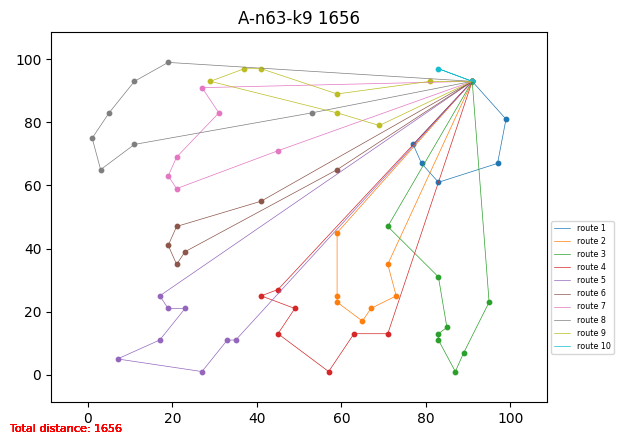 A-n63-k9 1656
100
80
60
40
20
0
0 20 40 60 80 100
route 1
route 2
route 3
route 4
route 5
route 6
route 7
route 8
route 9
route 10
Total distance: 1656